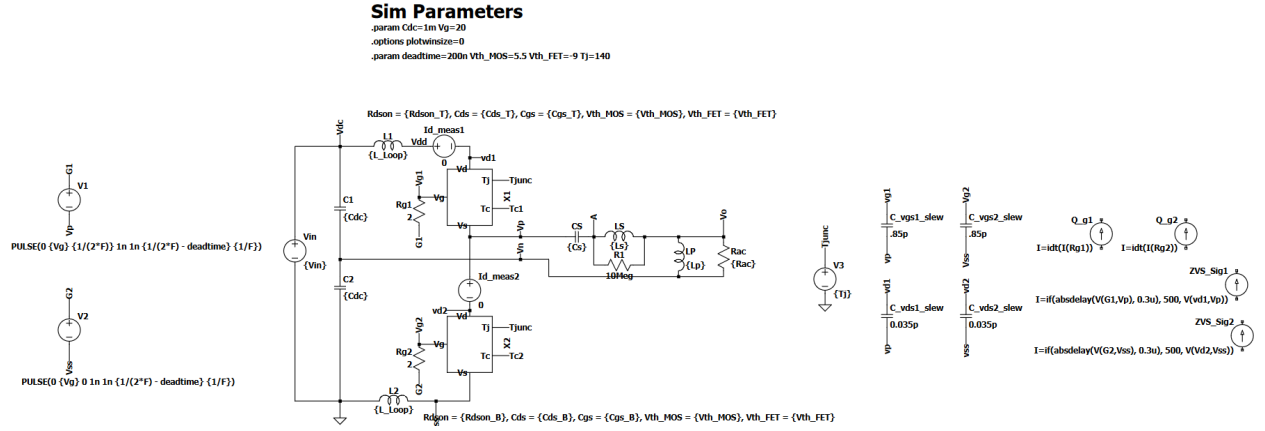 Sim Parameters
.param Cdc=1m Vg=20
.options plotwinsize=0
.param deadtime=200n Vth_MOS=5.5 Vth_FET=-9 Tj=140
Rdson = {Rdson_T}, Cds = {Cds_T}, Cgs = {Cgs_T}, Vth_MOS = {Vth_MOS}, Vth_FET = {Vth_FET}
G1
V1
Vp
PULSE(0 {Vg} {1/(2*F)} 1n 1n {1/(2*F) - deadtime} {1/F})
G2
V2
Vss
PULSE(0 {Vg} 0 1n 1n {1/(2*F) - deadtime} {1/F})
Vin
{Vin}
Vdc
C1
{Cdc}
C2
{Cdc}
L1
{L_Loop}
Vdd
Id_meas1
0
vd1
Vd
Tj
Tjunc
Vg
Tc
Tc1
X1
Vs
Vg1
Rg1
2
G1
Vp
Vn
Id_meas2
0
vd2
Vd
Tj
Tjunc
Vg
Tc
Tc2
X2
Vs
Vg2
Rg2
2
G2
L2
{L_Loop}
Rdson = {Rdson_B}, Cds = {Cds_B}, Cgs = {Cgs_B}, Vth_MOS = {Vth_MOS}, Vth_FET = {Vth_FET}
CS
{Cs}
A
LS
{Ls}
R1
10Meg
LP
{Lp}
Vo
Rac
{Rac}
Tjunc
V3
{Tj}
vg1
C_vgs1_slew
.85p
vp
Vg2
C_vgs2_slew
.85p
Vss
vd1
C_vds1_slew
0.035p
vp
vd2
C_vds2_slew
0.035p
vss
Q_g1
I=idt(I(Rg1))
Q_g2
I=idt(I(Rg2))
ZVS_Sig1
I=if(absdelay(V(G1,Vp), 0.3u), 500, V(vd1,Vp))
ZVS_Sig2
I=if(absdelay(V(G2,Vss), 0.3u), 500, V(Vd2,Vss))